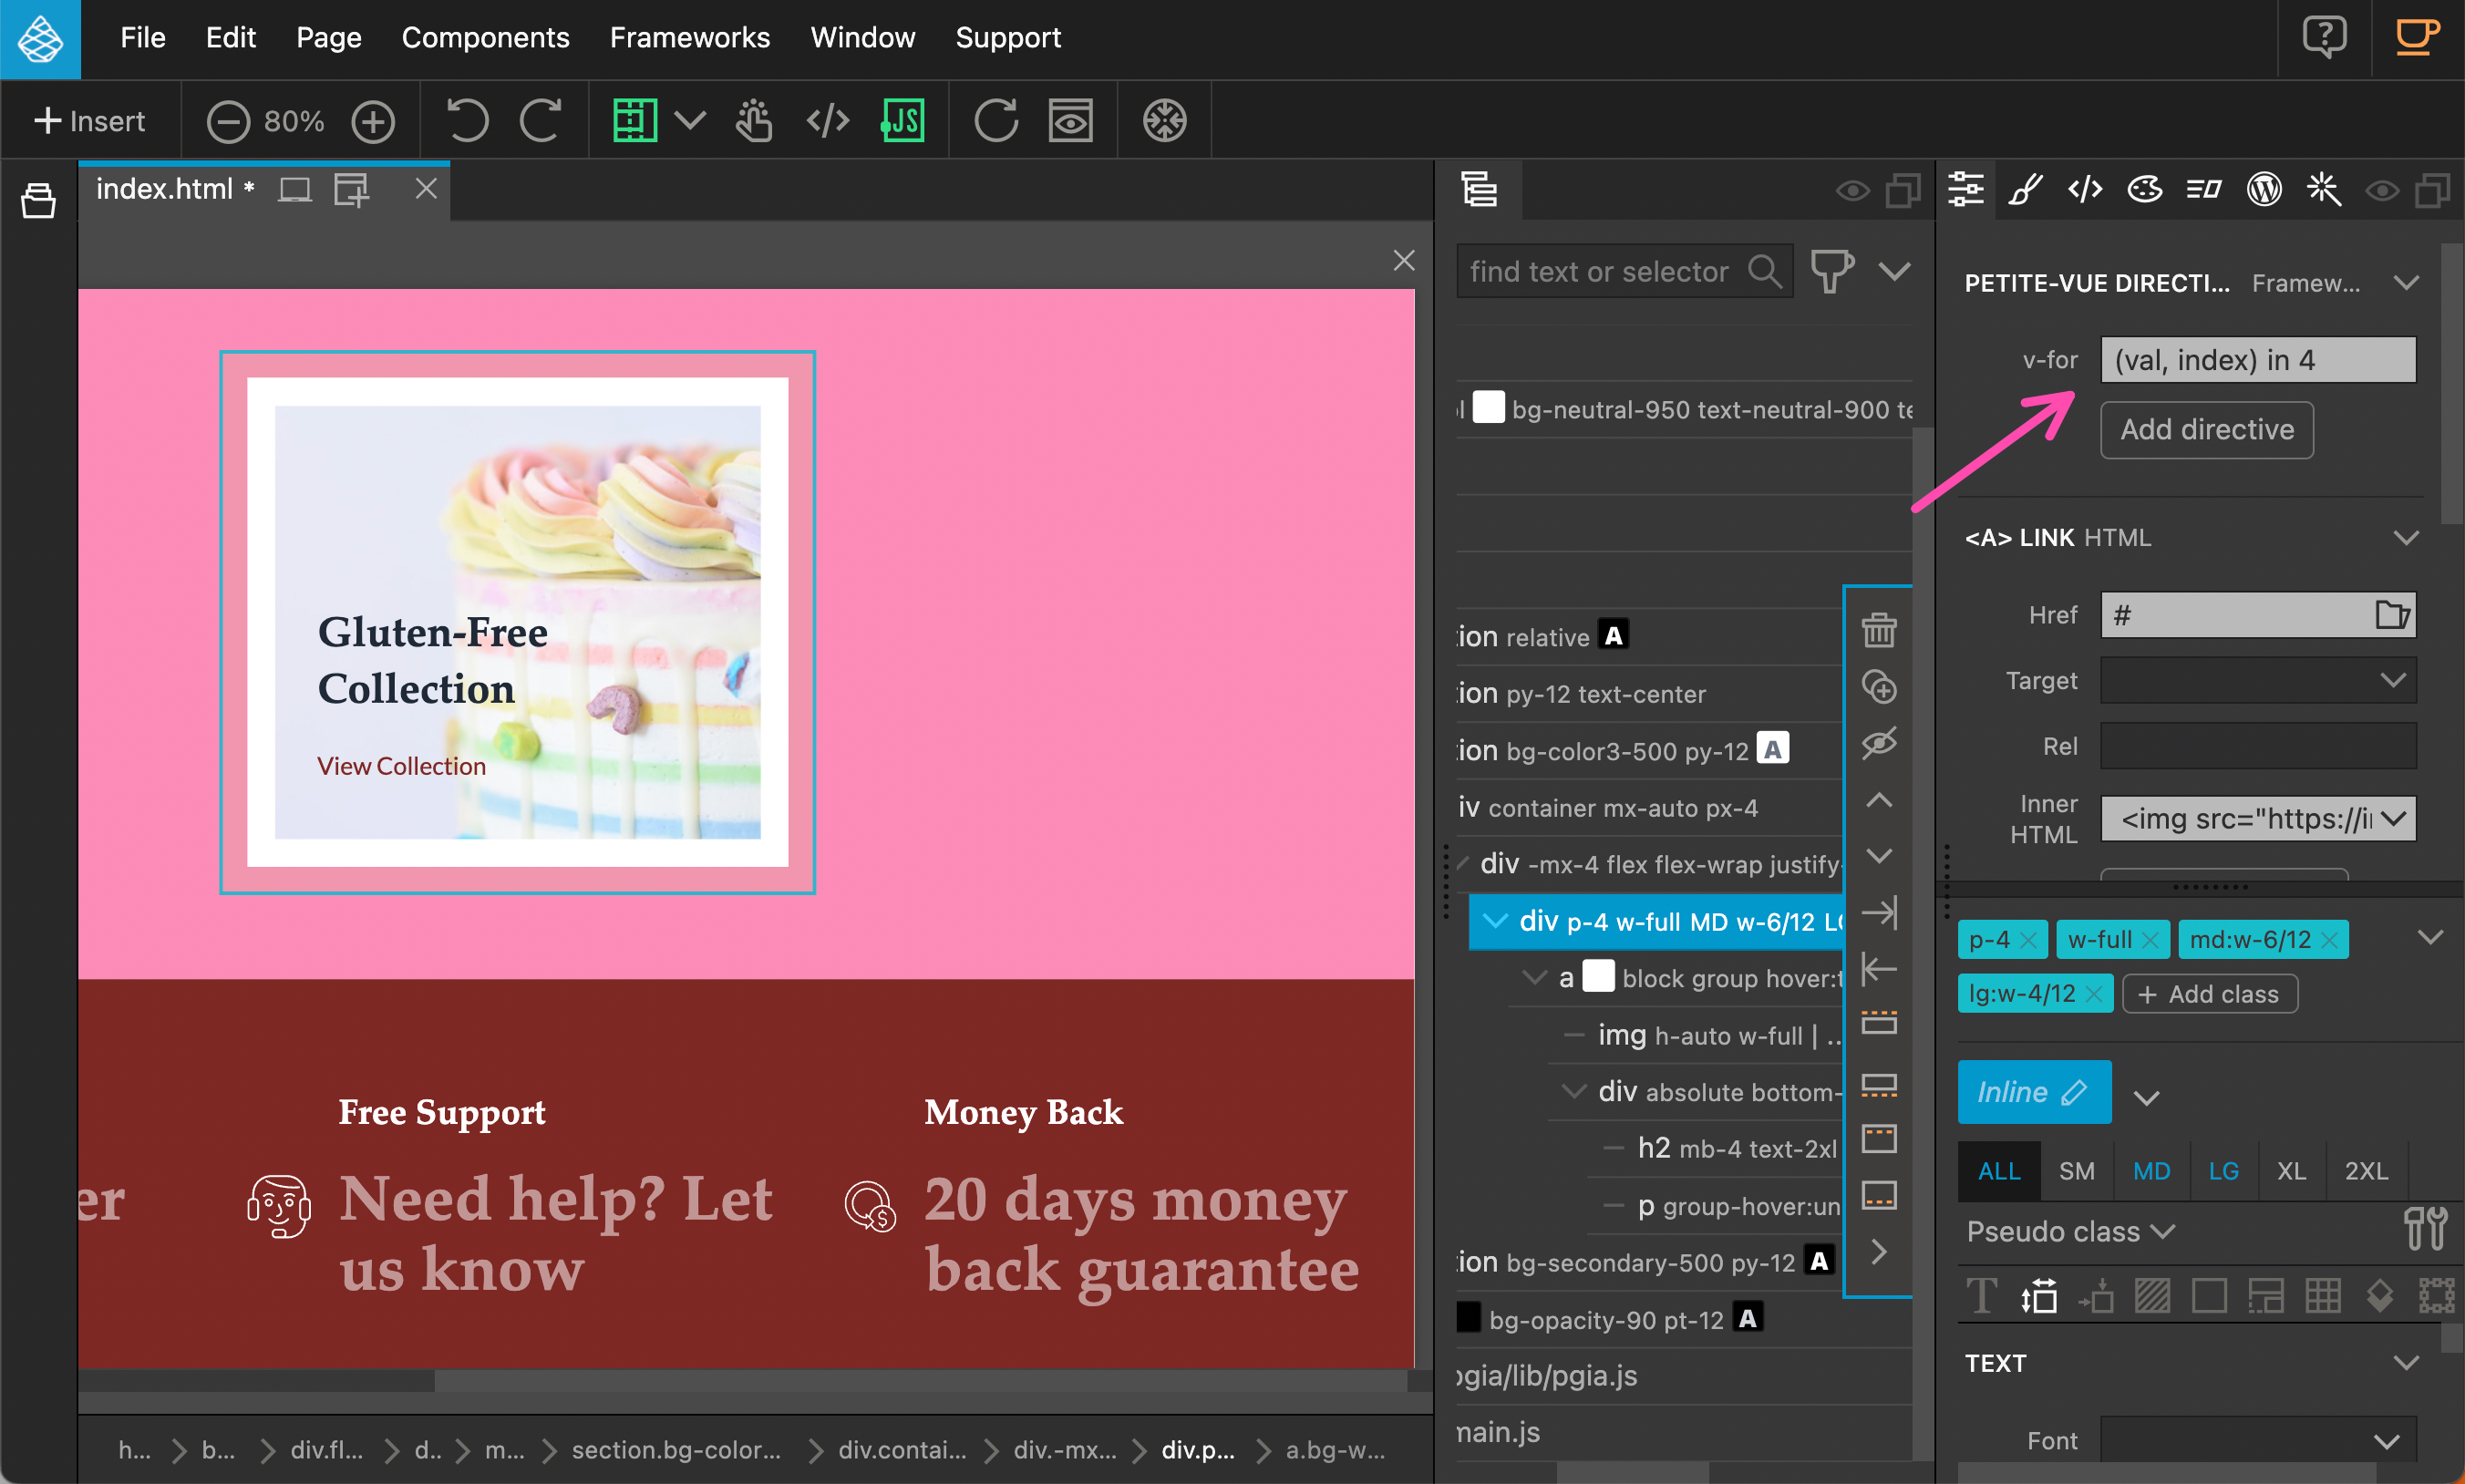 File Edit Page Components Frameworks Window Support
Insert 80% JS
index.html *
find text or selector
bg-neutral-950 text-neutral-900 te
tion relative A
tion py-12 text-center
tion bg-color3-500 py-12 A
iv container mx-auto px-4
div -mx-4 flex flex-wrap justify-
div p-4 w-full MD w-6/12 LG
a block group hover:t
img h-auto w-full | ..
div absolute bottom-
h2 mb-4 text-2xl
p group-hover:un
tion bg-secondary-500 py-12 A
bg-opacity-90 pt-12 A
ogia/lib/pgia.js
main.js
Gluten-Free
Collection
View Collection
Free Support
Need help? Let
us know
Money Back
20 days money
back guarantee
er
PETITE-VUE DIRECTI... Framew...
v-for (val, index) in 4
Add directive
<A> LINK HTML
Href #
Target
Rel
Inner
HTML <img src="https://i
p-4 w-full md:w-6/12
lg:w-4/12 + Add class
Inline
ALL SM MD LG XL 2XL
Pseudo class
TEXT
Font
h... b... div.fl... d.. m... section.bg-color... div.contai... div.-mx... div.p... a.bg-w...